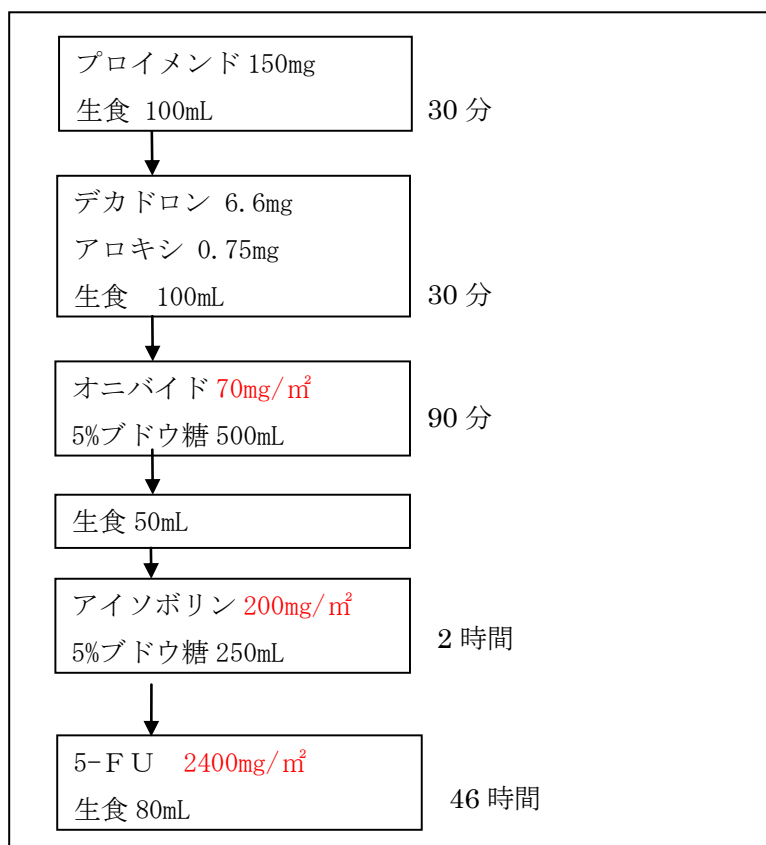 プロイメンド 150mg
生食 100mL
30 分
デカドロン 6.6mg
アロキシ 0.75mg
生食 100mL
30 分
オニバイド 70mg/㎡
5%ブドウ糖 500mL
90 分
生食 50mL
アイソボリン 200mg/㎡
5%ブドウ糖 250mL
2 時間
5-ＦＵ 2400mg/㎡
生食 80mL
46 時間